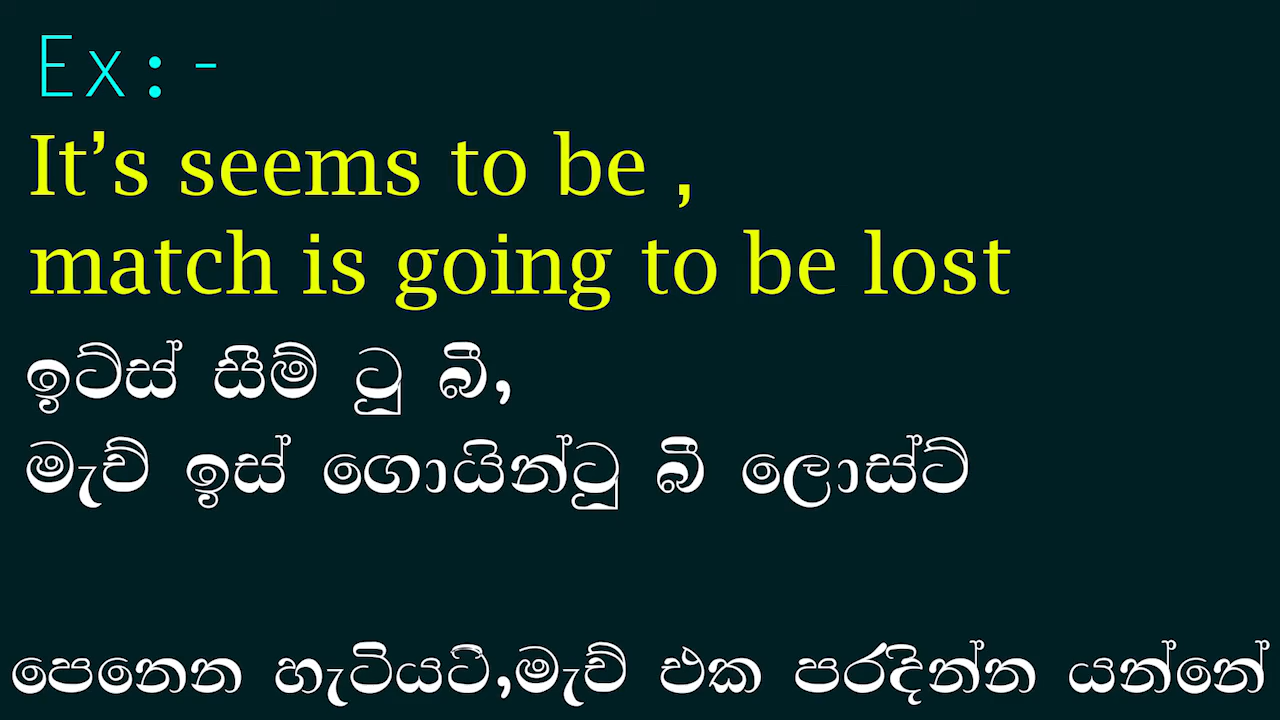 Ex:-
It’s seems to be ,
match is going to be lost
ඉට්ස් සීම් ටූ බී,
මැච් ඉස් ගොයින්ටූ බී ලොස්ට්
පෙනෙන හැටියටී,මැච් එක පරදින්න යන්නේ